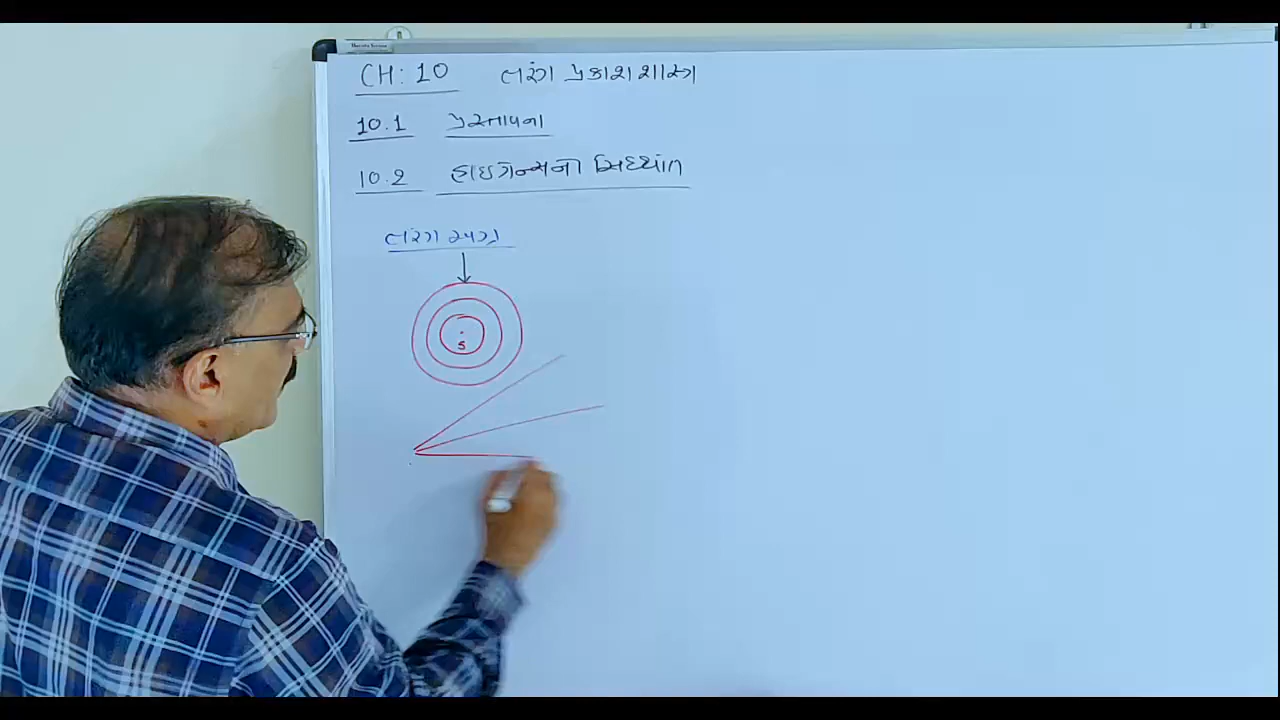 CH: 10 તરંગ પ્રકાશશાસ્ત્ર
10.1 પ્રસ્તાવના
10.2 હાઇગેન્સનો સિધ્ધાંત
તરંગ અગ્ર
S